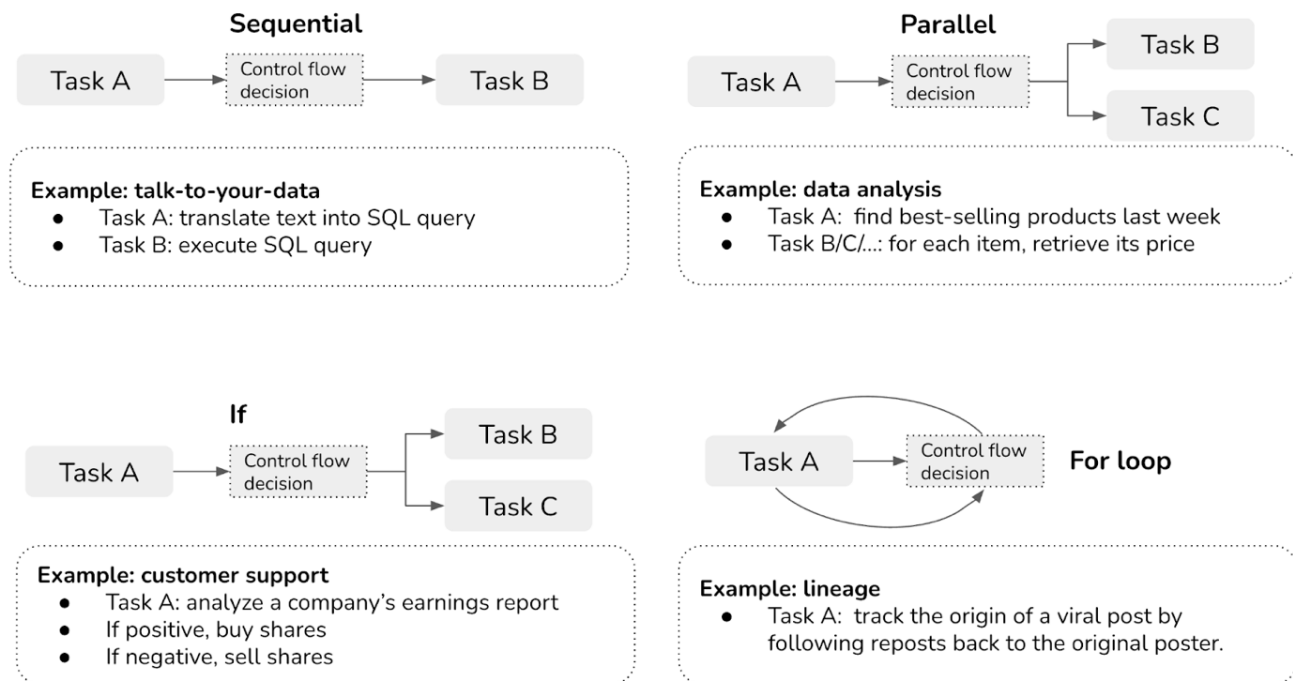 Sequential
Task A
Control flow
decision
Task B
Example: talk-to-your-data
● Task A: translate text into SQL query
● Task B: execute SQL query
Parallel
Task A
Control flow
decision
Task B
Task C
Example: data analysis
● Task A: find best-selling products last week
● Task B/C/...: for each item, retrieve its price
If
Task A
Control flow
decision
Task B
Task C
Example: customer support
● Task A: analyze a company’s earnings report
● If positive, buy shares
● If negative, sell shares
Task A
Control flow
decision
For loop
Example: lineage
● Task A: track the origin of a viral post by
following reposts back to the original poster.